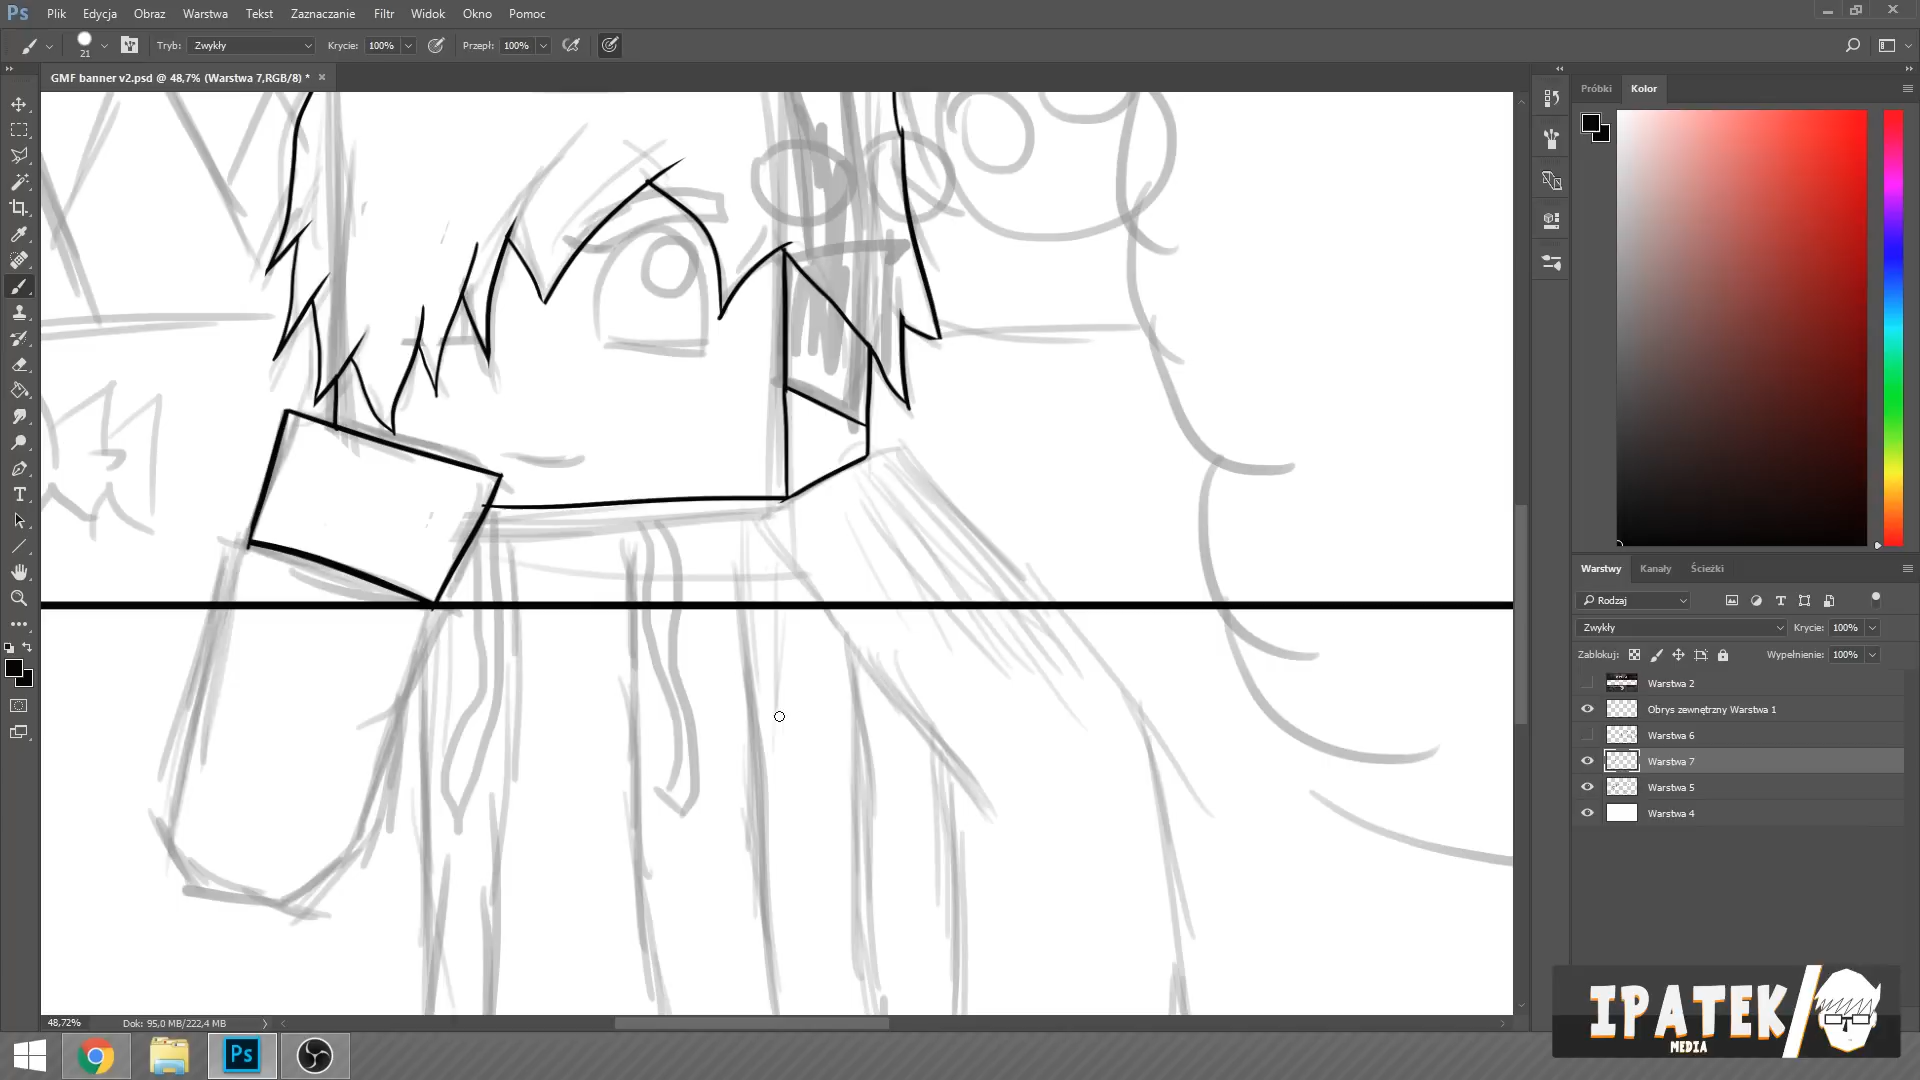 Ps Plik Edycja Obraz Warstwa Tekst Zaznaczanie Filtr Widok Okno Pomoc
21 Tryb: Zwykły Krycie: 100% Przepł: 100%
GMF banner v2.psd @ 48,7% (Warstwa 7,RGB/8) * ×
Próbki Kolor
Warstwy Kanały Ścieżki
Rodzaj
Zwykły Krycie: 100%
Zablokuj: Wypełnienie: 100%
Warstwa 2
Obrys zewnętrzny Warstwa 1
Warstwa 6
Warstwa 7
Warstwa 5
Warstwa 4
IPATEK/
MEDIA
48,72% Dok: 95,0 MB/222,4 MB
Ps